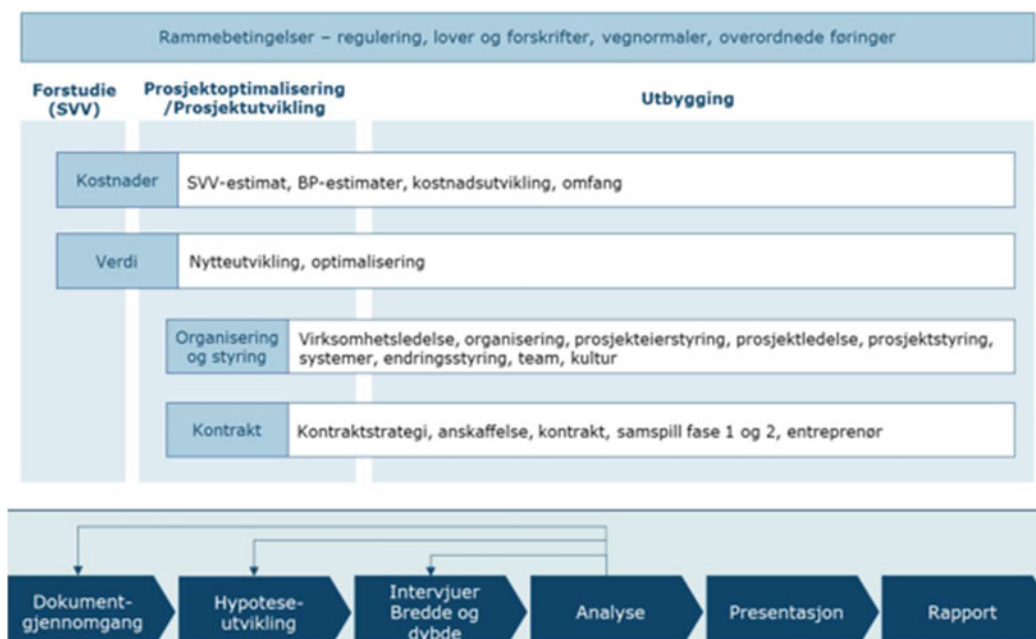 Rammebetingelser – regulering, lover og forskrifter, vegnormaler, overordnede føringer
Forstudie
(SVV)
Prosjektoptimalisering
/Prosjektutvikling
Utbygging
Kostnader
SVV-estimat, BP-estimater, kostnadsutvikling, omfang
Verdi
Nytteutvikling, optimalisering
Organisering
og styring
Virksomhetsledelse, organisering, prosjekteierstyring, prosjektledelse, prosjektstyring,
systemer, endringsstyring, team, kultur
Kontrakt
Kontraktstrategi, anskaffelse, kontrakt, samspill fase 1 og 2, entreprenør
Dokument-
gjennomgang
Hypotese-
utvikling
Intervjuer
Bredde og
dybde
Analyse
Presentasjon
Rapport